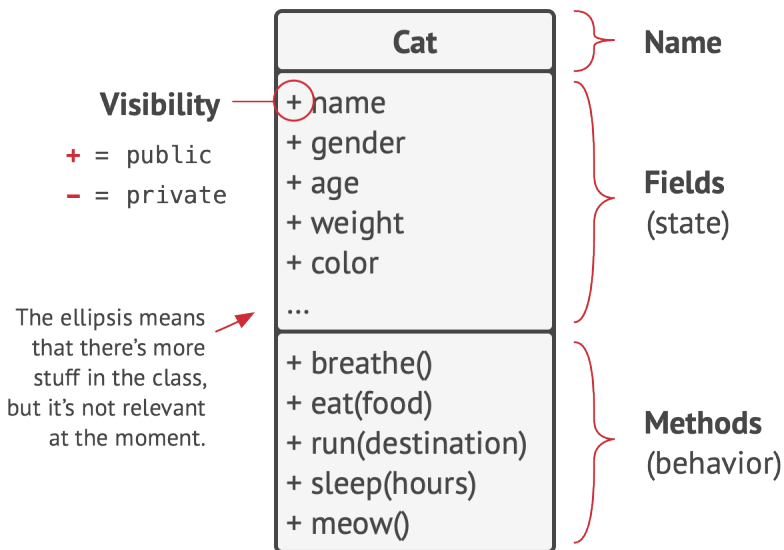 Cat
Name
Visibility
+ = public
− = private
+ name
+ gender
+ age
+ weight
+ color
...
Fields
(state)
The ellipsis means
that there's more
stuff in the class,
but it's not relevant
at the moment.
+ breathe()
+ eat(food)
+ run(destination)
+ sleep(hours)
+ meow()
Methods
(behavior)